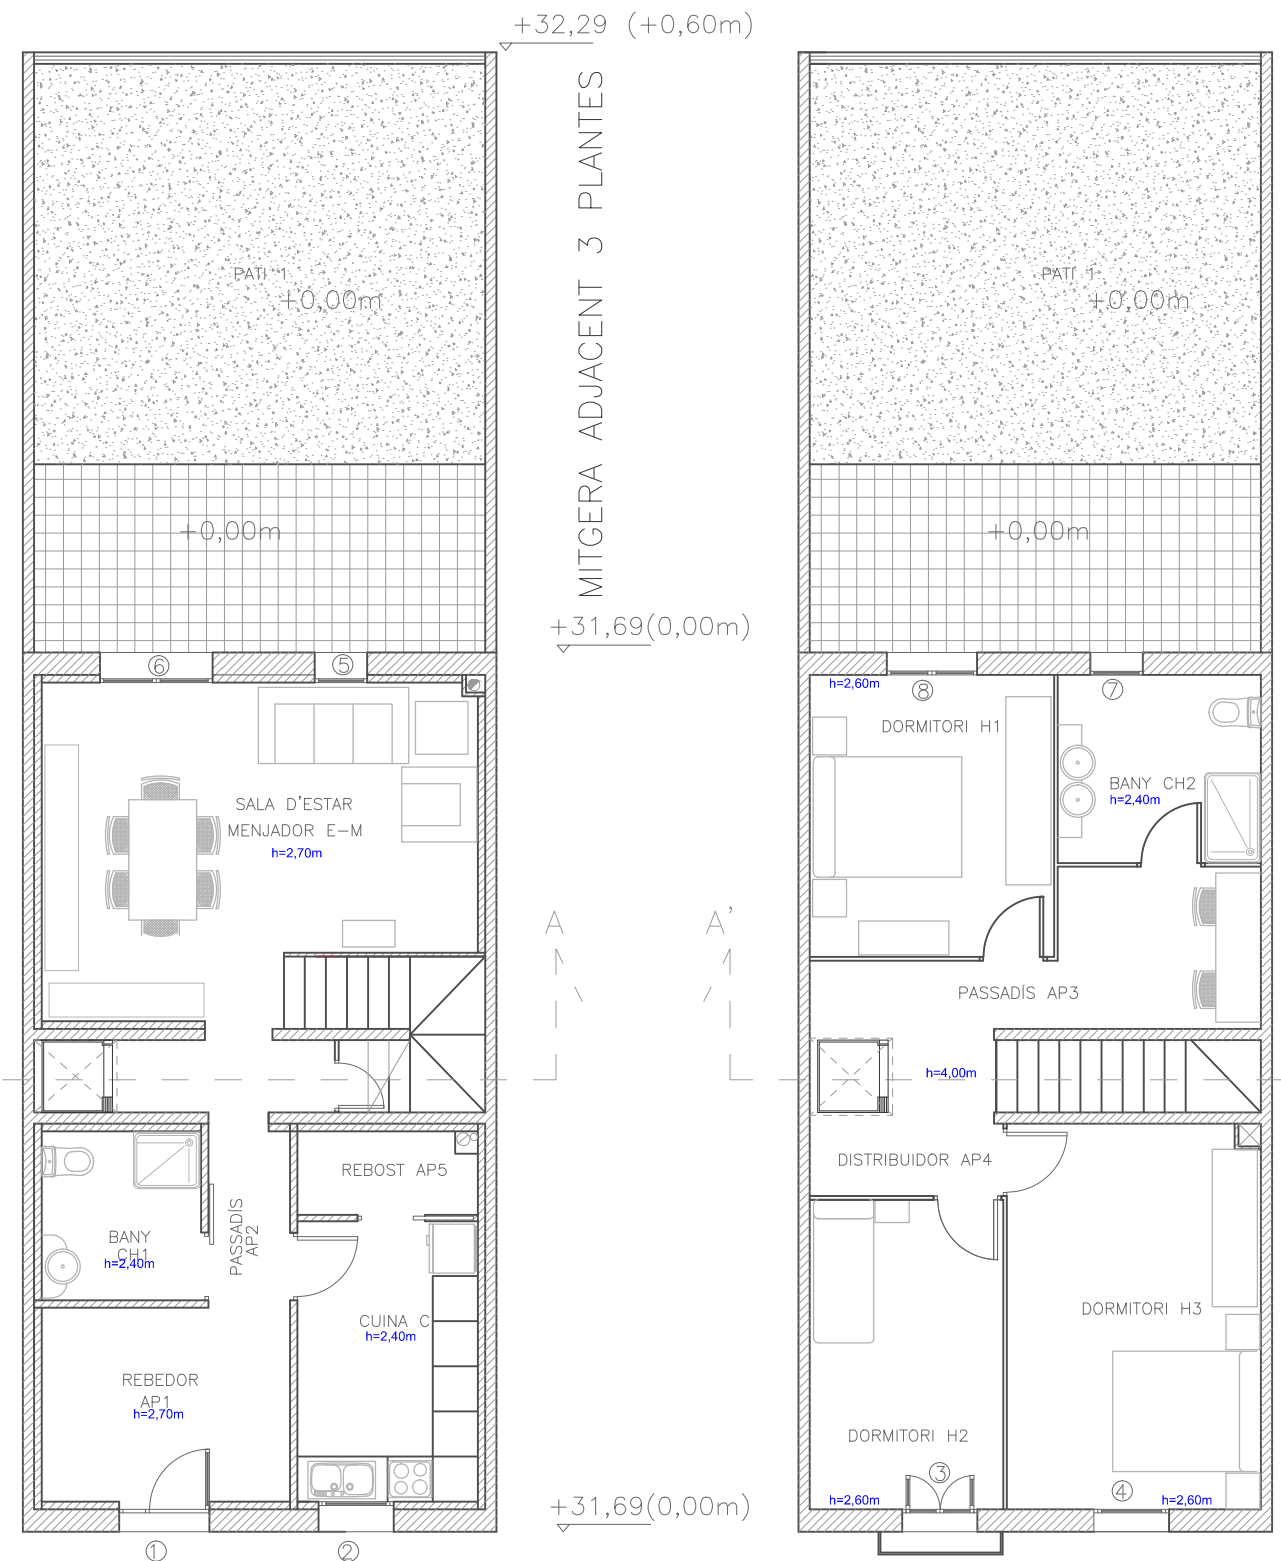 +32,29 (+0,60m)
MITGERA ADJACENT 3 PLANTES
PATI 1
+0,00m
+0,00m
+31,69(0,00m)
6
5
SALA D'ESTAR
MENJADOR E-M
h=2,70m
A
A'
REBOST AP5
PASSADÍS
AP2
BANY
CH1
h=2,40m
CUINA C
h=2,40m
REBEDOR
AP1
h=2,70m
+31,69(0,00m)
1
2
PATI 1
+0,00m
+0,00m
h=2,60m
8
7
DORMITORI H1
BANY CH2
h=2,40m
PASSADÍS AP3
h=4,00m
DISTRIBUIDOR AP4
DORMITORI H3
DORMITORI H2
3
4
h=2,60m
h=2,60m